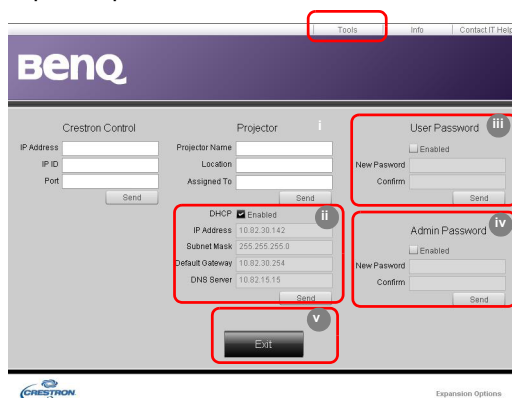 Tools Info Contact IT Help
BenQ
Crestron Control
IP Address
IP ID
Port
Send
Projector i
Projector Name
Location
Assigned To
Send
DHCP Enabled ii
IP Address 10.82.30.142
Subnet Mask 255.255.255.0
Default Gateway 10.82.30.254
DNS Server 10.82.15.15
Send
User Password iii
Enabled
New Pasword
Confirm
Send
Admin Password iv
Enabled
New Pasword
Confirm
Send
v
Exit
CRESTRON
Expansion Options